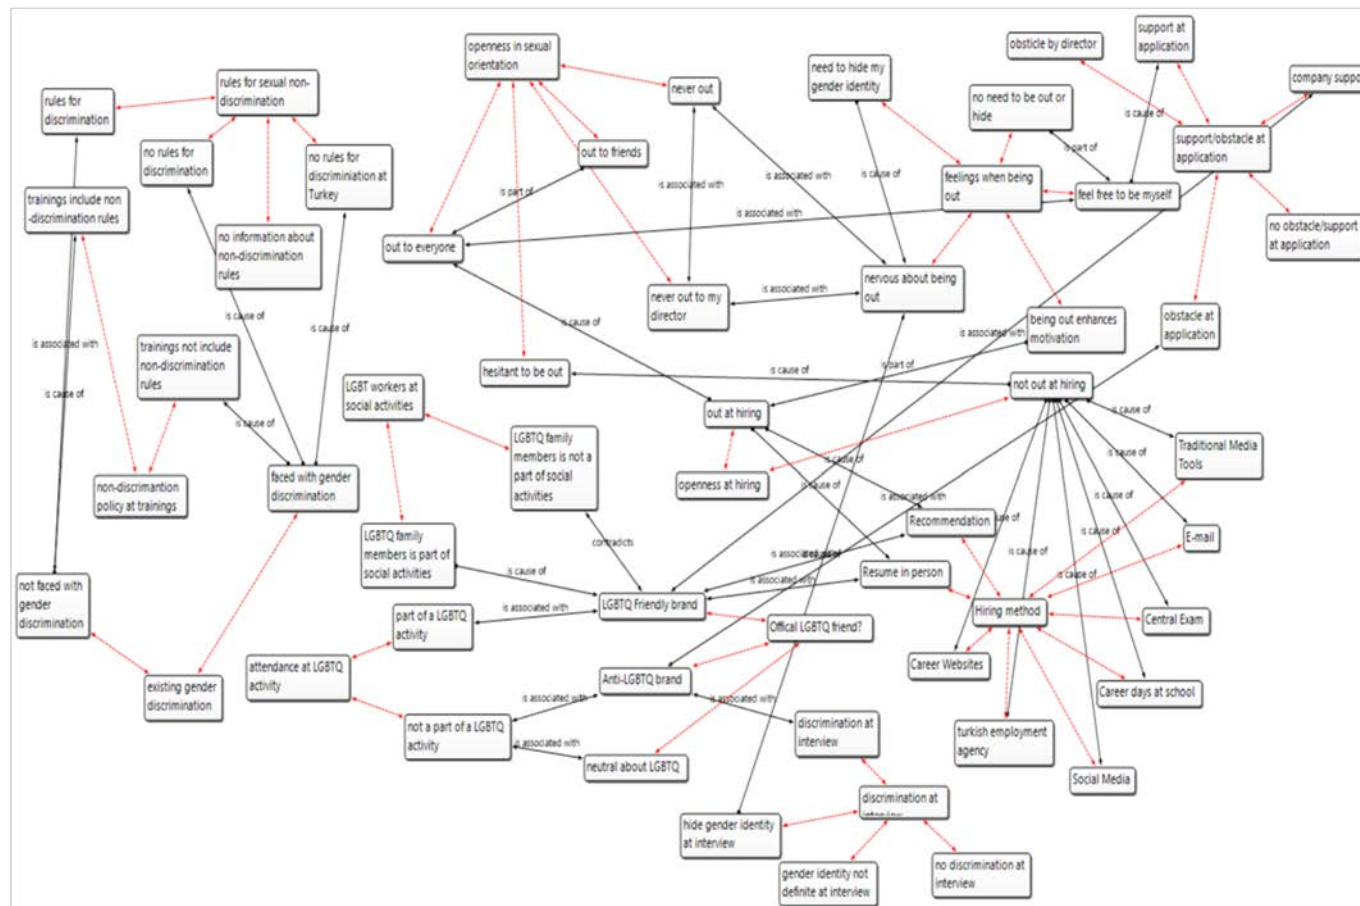 openness in sexual
orientation
obsticle by director
support at
application
need to hide my
gender identity
company suppo
rules for sexual non-
discrimination
never out
no need to be out or
hide
rules for
discrimination
is cause of
support/obstacle at
application
no rules for
discrimination
no rules for
discriminiation at
Turkey
out to friends
is part of
feelings when being
out
feel free to be myself
trainings include non
-discrimination rules
is part of
is associated with
is associated with
is cause of
is associated with
no information about
non-discrimination
rules
out to everyone
no obstacle/support
at application
nervous about being
out
never out to my
director
is associated with
is cause of
is cause of
is cause of
being out enhances
motivation
obstacle at
application
is associated with
is associated with
trainings not include
non-discrimination
rules
is cause of
hesitant to be out
is cause of
is part of
not out at hiring
LGBT workers at
social activities
out at hiring
is cause of
is cause of
LGBTQ family
members is not a
part of social
activities
Traditional Media
Tools
is cause of
is cause of
is cause of
faced with gender
discrimination
non-discrimantion
policy at trainings
openness at hiring
is associated with
is cause of
Recommendation
LGBTQ family
members is part of
social activities
contradicts
is cause of
E-mail
not faced with
gender
discrimination
is cause of
is associated with
Resume in person
is cause of
LGBTQ Friendly brand
Hiring method
Central Exam
part of a LGBTQ
activity
is associated with
Offical LGBTQ friend?
attendance at LGBTQ
activity
Career Websites
Anti-LGBTQ brand
Career days at school
existing gender
discrimination
is associated with
is associated with
not a part of a LGBTQ
activity
is associated with
discrimination at
interview
turkish employment
agency
neutral about LGBTQ
Social Media
discrimination at
hide gender identity
at interview
gender identity not
definite at interview
no discrimination at
interview